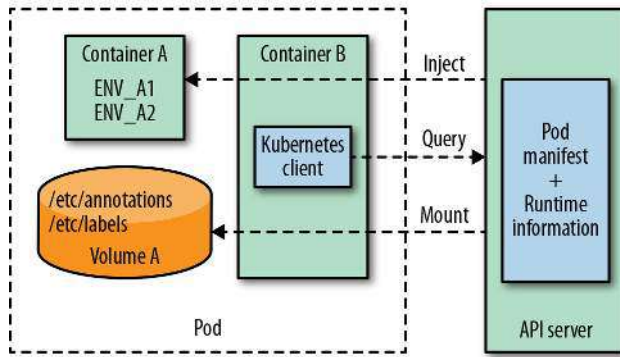 Container A
ENV_A1
ENV_A2
Container B
Kubernetes
client
/etc/annotations
/etc/labels
Volume A
Pod
Inject
Query
Mount
Pod
manifest
+
Runtime
information
API server